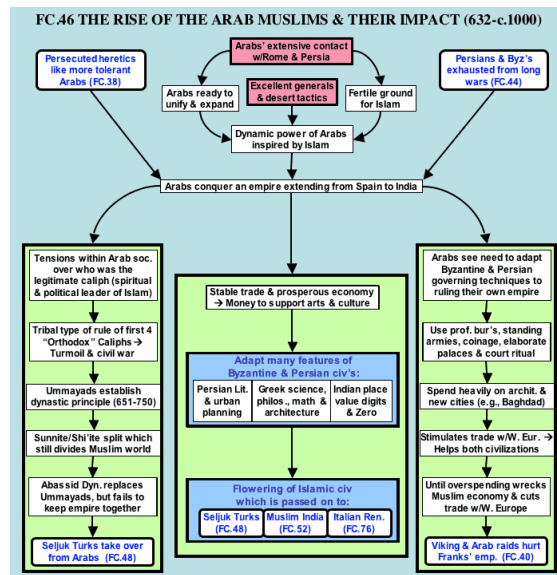 FC.46 THE RISE OF THE ARAB MUSLIMS & THEIR IMPACT (632-c.1000)
Arabs' extensive contact
w/Rome & Persia
Persecuted heretics
like more tolerant
Arabs (FC.38)
Persians & Byz's
exhausted from long
wars (FC.44)
Arabs ready to
unify & expand
Excellent generals
& desert tactics
Fertile ground
for Islam
Dynamic power of Arabs
inspired by Islam
Arabs conquer an empire extending from Spain to India
Tensions within Arab soc.
over who was the
legitimate caliph (spiritual
& political leader of Islam)
Tribal type of rule of first 4
"Orthodox" Caliphs →
Turmoil & civil war
Ummayads establish
dynastic principle (651-750)
Sunnite/Shi'ite split which
still divides Muslim world
Abassid Dyn. replaces
Ummayads, but fails to
keep empire together
Seljuk Turks take over
from Arabs (FC.48)
Stable trade & prosperous economy
→ Money to support arts & culture
Adapt many features of
Byzantine & Persian civ's:
Persian Lit.
& urban
planning
Greek science,
philos., math &
architecture
Indian place
value digits
& Zero
Flowering of Islamic civ
which is passed on to:
Seljuk Turks
(FC.48)
Muslim India
(FC.52)
Italian Ren.
(FC.76)
Arabs see need to adapt
Byzantine & Persian
governing techniques to
ruling their own empire
Use prof. bur's, standing
armies, coinage, elaborate
palaces & court ritual
Spend heavily on archit. &
new cities (e.g., Baghdad)
Stimulates trade w/W. Eur. →
Helps both civilizations
Until overspending wrecks
Muslim economy & cuts
trade w/W. Europe
Viking & Arab raids hurt
Franks' emp. (FC.40)